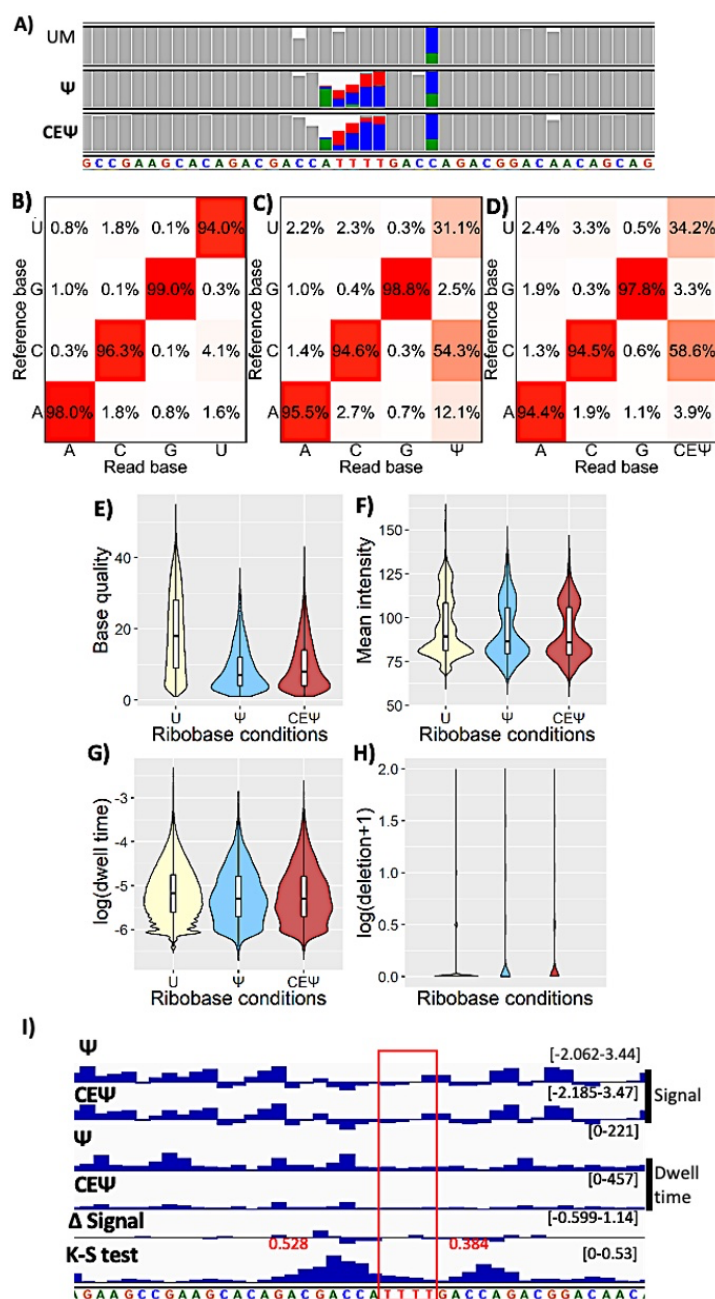 A)
UM
Ψ
CEΨ
G C C G A A G C A C A G A C G A C C A T T T T G A C C A G A C G G A C A A C A G C A G
B)
Reference base
U 0.8% 1.8% 0.1% 94.0%
G 1.0% 0.1% 99.0% 0.3%
C 0.3% 96.3% 0.1% 4.1%
A 98.0% 1.8% 0.8% 1.6%
A C G U
Read base
C)
Reference base
U 2.2% 2.3% 0.3% 31.1%
G 1.0% 0.4% 98.8% 2.5%
C 1.4% 94.6% 0.3% 54.3%
A 95.5% 2.7% 0.7% 12.1%
A C G Ψ
Read base
D)
Reference base
U 2.4% 3.3% 0.5% 34.2%
G 1.9% 0.3% 97.8% 3.3%
C 1.3% 94.5% 0.6% 58.6%
A 94.4% 1.9% 1.1% 3.9%
A C G CEΨ
Read base
E)
Base quality
40
20
0
U Ψ CEΨ
Ribobase conditions
F)
Mean intensity
150
125
100
75
50
U Ψ CEΨ
Ribobase conditions
G)
log(dwell time)
-3
-4
-5
-6
U Ψ CEΨ
Ribobase conditions
H)
log(deletion+1)
2.0
1.5
1.0
0.5
0.0
U Ψ CEΨ
Ribobase conditions
I)
Ψ [-2.062-3.44]
CEΨ [-2.185-3.47]
Signal
Ψ [0-221]
CEΨ [0-457]
Dwell time
Δ Signal [-0.599-1.14]
K-S test 0.528 0.384 [0-0.53]
A G A A G C C G A A G C A C A G A C G A C C A T T T T G A C C A G A C G G A C A A C A